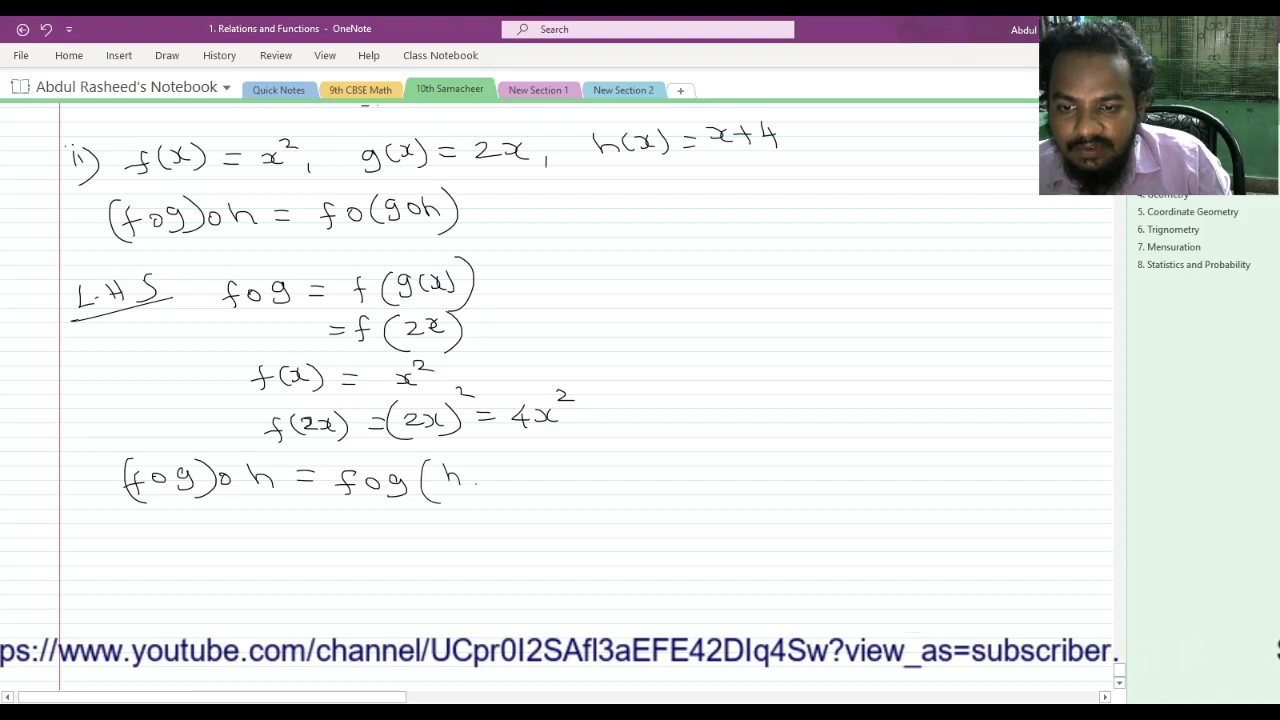 1. Relations and Functions - OneNote
Search
Abdul
File Home Insert Draw History Review View Help Class Notebook
Abdul Rasheed's Notebook Quick Notes 9th CBSE Math 10th Samacheer New Section 1 New Section 2
ii) f(x) = x², g(x) = 2x, h(x) = x+4
(fog)oh = fo(goh)
L.H.S fog = f(g(x))
= f(2x)
f(x) = x²
f(2x) = (2x)² = 4x²
(fog)oh = fog(h
4. Geometry
5. Coordinate Geometry
6. Trignometry
7. Mensuration
8. Statistics and Probability
ps://www.youtube.com/channel/UCpr0I2SAfl3aEFE42DIq4Sw?view_as=subscriber. S